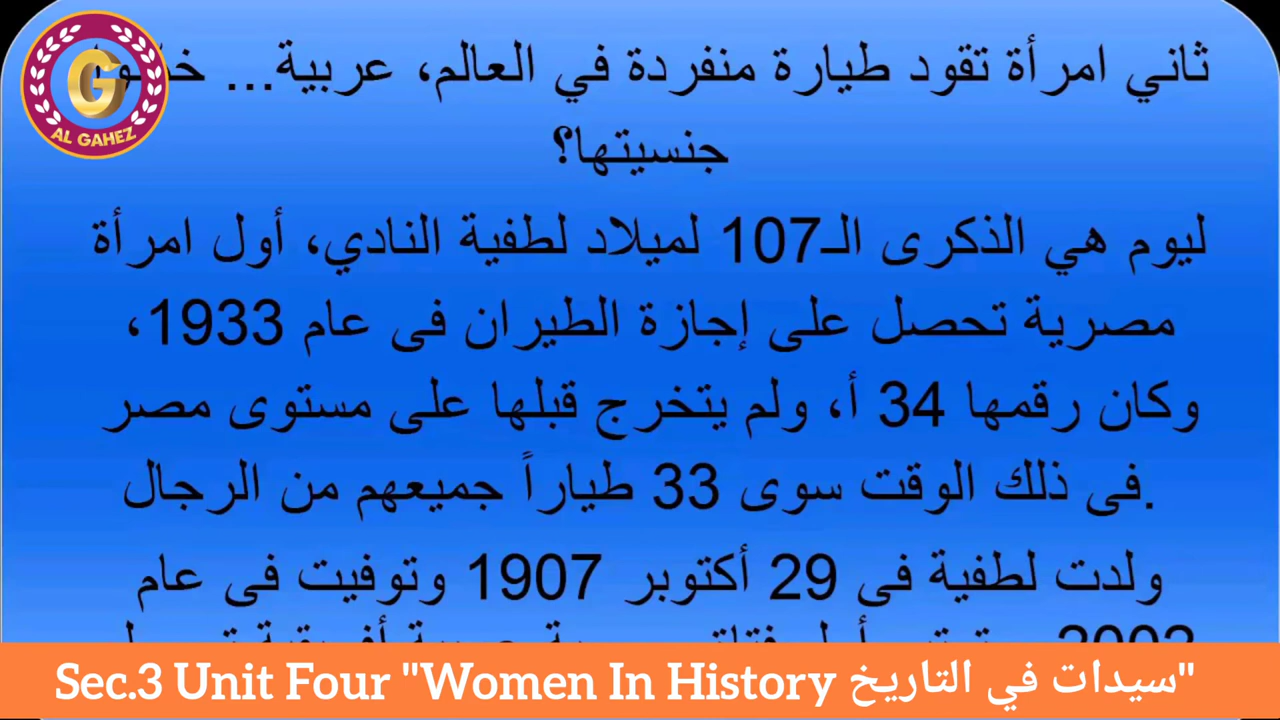 AL GAHEZ
ثاني امرأة تقود طيارة منفردة في العالم، عربية...
جنسيتها؟
ليوم هي الذكرى الـ107 لميلاد لطفية النادي، أول امرأة
مصرية تحصل على إجازة الطيران فى عام 1933،
وكان رقمها 34 أ، ولم يتخرج قبلها على مستوى مصر
.فى ذلك الوقت سوى 33 طياراً جميعهم من الرجال
ولدت لطفية فى 29 أكتوبر 1907 وتوفيت فى عام
Sec.3 Unit Four "Women In History سيدات في التاريخ"